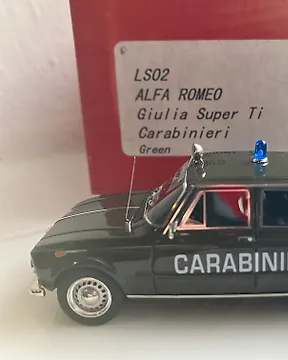 LS02
ALFA ROMEO
Giulia Super Ti
Carabinieri
Green
CARABINI